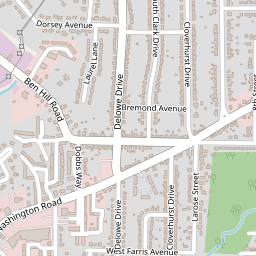 Dorsey Avenue
Laurel Lane
Delowe Drive
uth Clark Drive
Cloverhurst Drive
Ben Hill Road
Bremond Avenue
Dobbs Way
Washington Road
Delowe Drive
Cloverhurst Drive
Larose Street
West Farris Avenue